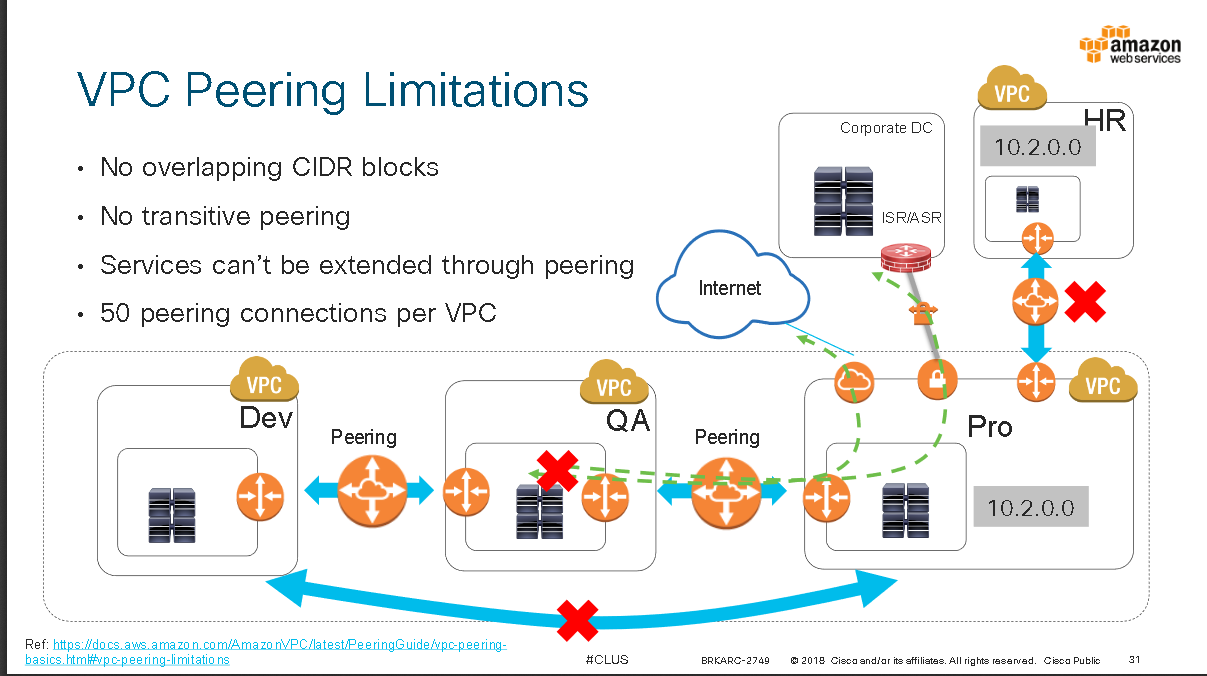 amazon
web services
VPC Peering Limitations
• No overlapping CIDR blocks
• No transitive peering
• Services can't be extended through peering
• 50 peering connections per VPC
Corporate DC
ISR/ASR
VPC
HR
10.2.0.0
Internet
VPC
Dev
Peering
VPC
QA
Peering
VPC
Pro
10.2.0.0
Ref: https://docs.aws.amazon.com/AmazonVPC/latest/PeeringGuide/vpc-peering-
basics.html#vpc-peering-limitations
#CLUS
BRKARC-2749
© 2018 Cisco and/or its affiliates. All rights reserved. Cisco Public
31